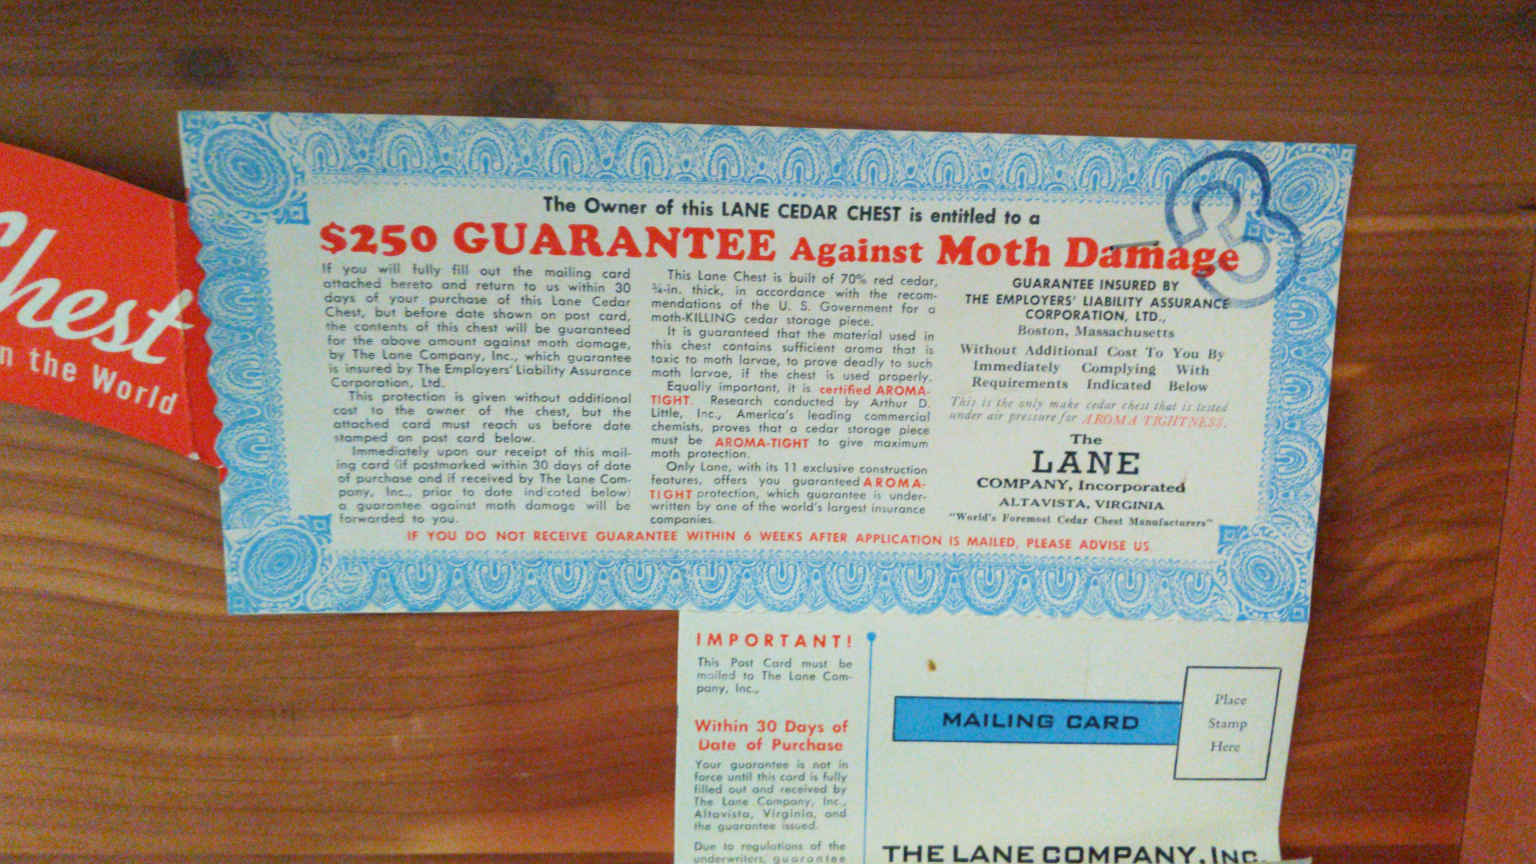 Chest
n the World
The Owner of this LANE CEDAR CHEST is entitled to a
$250 GUARANTEE Against Moth Damage
3
If you will fully fill out the mailing card
attached hereto and return to us within 30
days of your purchase of this Lane Cedar
Chest, but before date shown on post card,
the contents of this chest will be guaranteed
for the above amount against moth damage,
by The Lane Company, Inc., which guarantee
is insured by The Employers' Liability Assurance
Corporation, Ltd.
This protection is given without additional
cost to the owner of the chest, but the
attached card must reach us before date
stamped on post card below.
Immediately upon our receipt of this mail-
ing card (if postmarked within 30 days of date
of purchase and if received by The Lane Com-
pany, Inc., prior to date indicated below)
a guarantee against moth damage will be
forwarded to you.
This Lane Chest is built of 70% red cedar,
¾-in. thick, in accordance with the recom-
mendations of the U. S. Government for a
moth-KILLING cedar storage piece.
It is guaranteed that the material used in
this chest contains sufficient aroma that is
toxic to moth larvae, to prove deadly to such
moth larvae, if the chest is used properly.
Equally important, it is certified AROMA-
TIGHT. Research conducted by Arthur D.
Little, Inc., America's leading commercial
chemists, proves that a cedar storage piece
must be AROMA-TIGHT to give maximum
moth protection.
Only Lane, with its 11 exclusive construction
features, offers you guaranteed AROMA-
TIGHT protection, which guarantee is under-
written by one of the world's largest insurance
companies.
GUARANTEE INSURED BY
THE EMPLOYERS' LIABILITY ASSURANCE
CORPORATION, LTD.,
Boston, Massachusetts
Without Additional Cost To You By
Immediately Complying With
Requirements Indicated Below
This is the only make cedar chest that is tested
under air pressure for AROMA TIGHTNESS.
The
LANE
COMPANY, Incorporated
ALTAVISTA, VIRGINIA
"World's Foremost Cedar Chest Manufacturers"
IF YOU DO NOT RECEIVE GUARANTEE WITHIN 6 WEEKS AFTER APPLICATION IS MAILED, PLEASE ADVISE US
IMPORTANT!
This Post Card must be
mailed to The Lane Com-
pany, Inc.,
Within 30 Days of
Date of Purchase
Your guarantee is not in
force until this card is fully
filled out and received by
The Lane Company, Inc.,
Altavista, Virginia, and
the guarantee issued.
Due to regulations of the
underwriters, guarantee
MAILING CARD
Place
Stamp
Here
THE LANE COMPANY, INC.